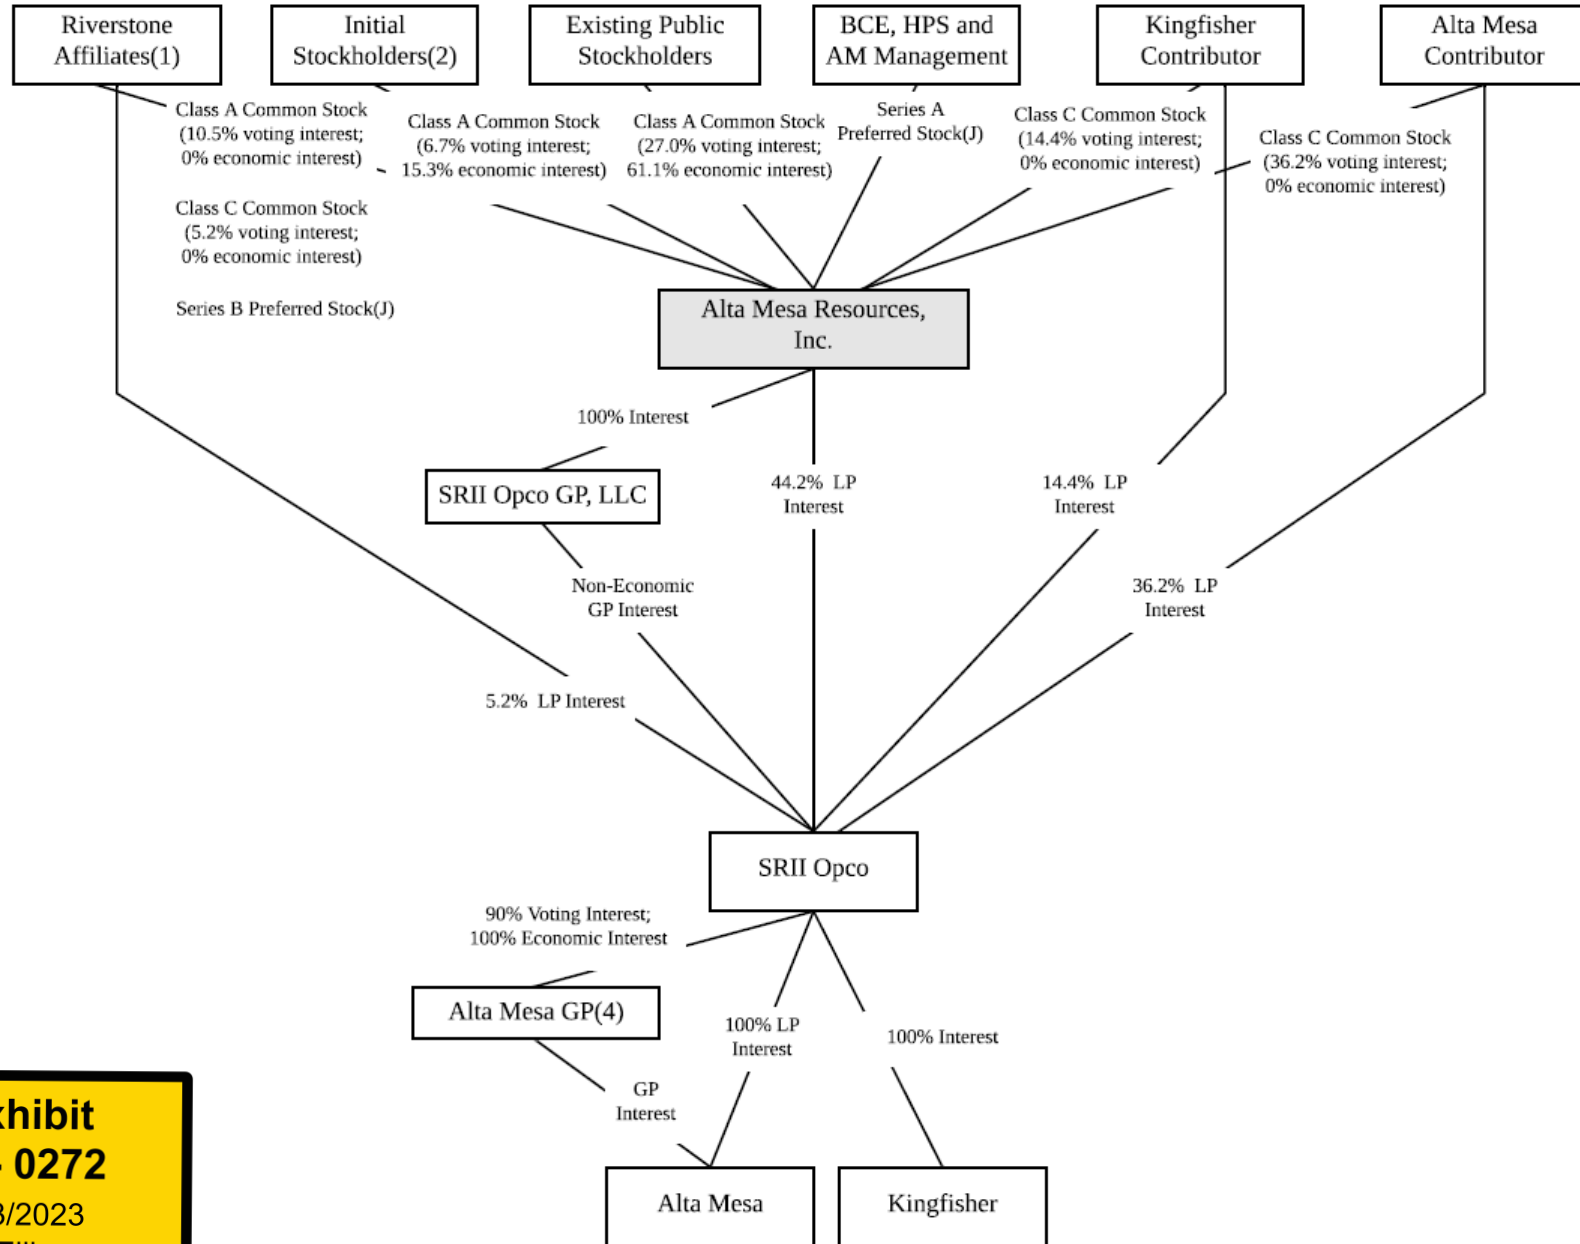 Riverstone
Affiliates(1)
Initial
Stockholders(2)
Existing Public
Stockholders
BCE, HPS and
AM Management
Kingfisher
Contributor
Alta Mesa
Contributor
Class A Common Stock
(10.5% voting interest;
0% economic interest)
Class C Common Stock
(5.2% voting interest;
0% economic interest)
Series B Preferred Stock(J)
Class A Common Stock
(6.7% voting interest;
15.3% economic interest)
Class A Common Stock
(27.0% voting interest;
61.1% economic interest)
Series A
Preferred Stock(J)
Class C Common Stock
(14.4% voting interest;
0% economic interest)
Class C Common Stock
(36.2% voting interest;
0% economic interest)
Alta Mesa Resources,
Inc.
100% Interest
SRII Opco GP, LLC
44.2% LP
Interest
14.4% LP
Interest
Non-Economic
GP Interest
36.2% LP
Interest
5.2% LP Interest
SRII Opco
90% Voting Interest;
100% Economic Interest
Alta Mesa GP(4)
100% LP
Interest
100% Interest
GP
Interest
Alta Mesa
Kingfisher
xhibit
- 0272
3/2023